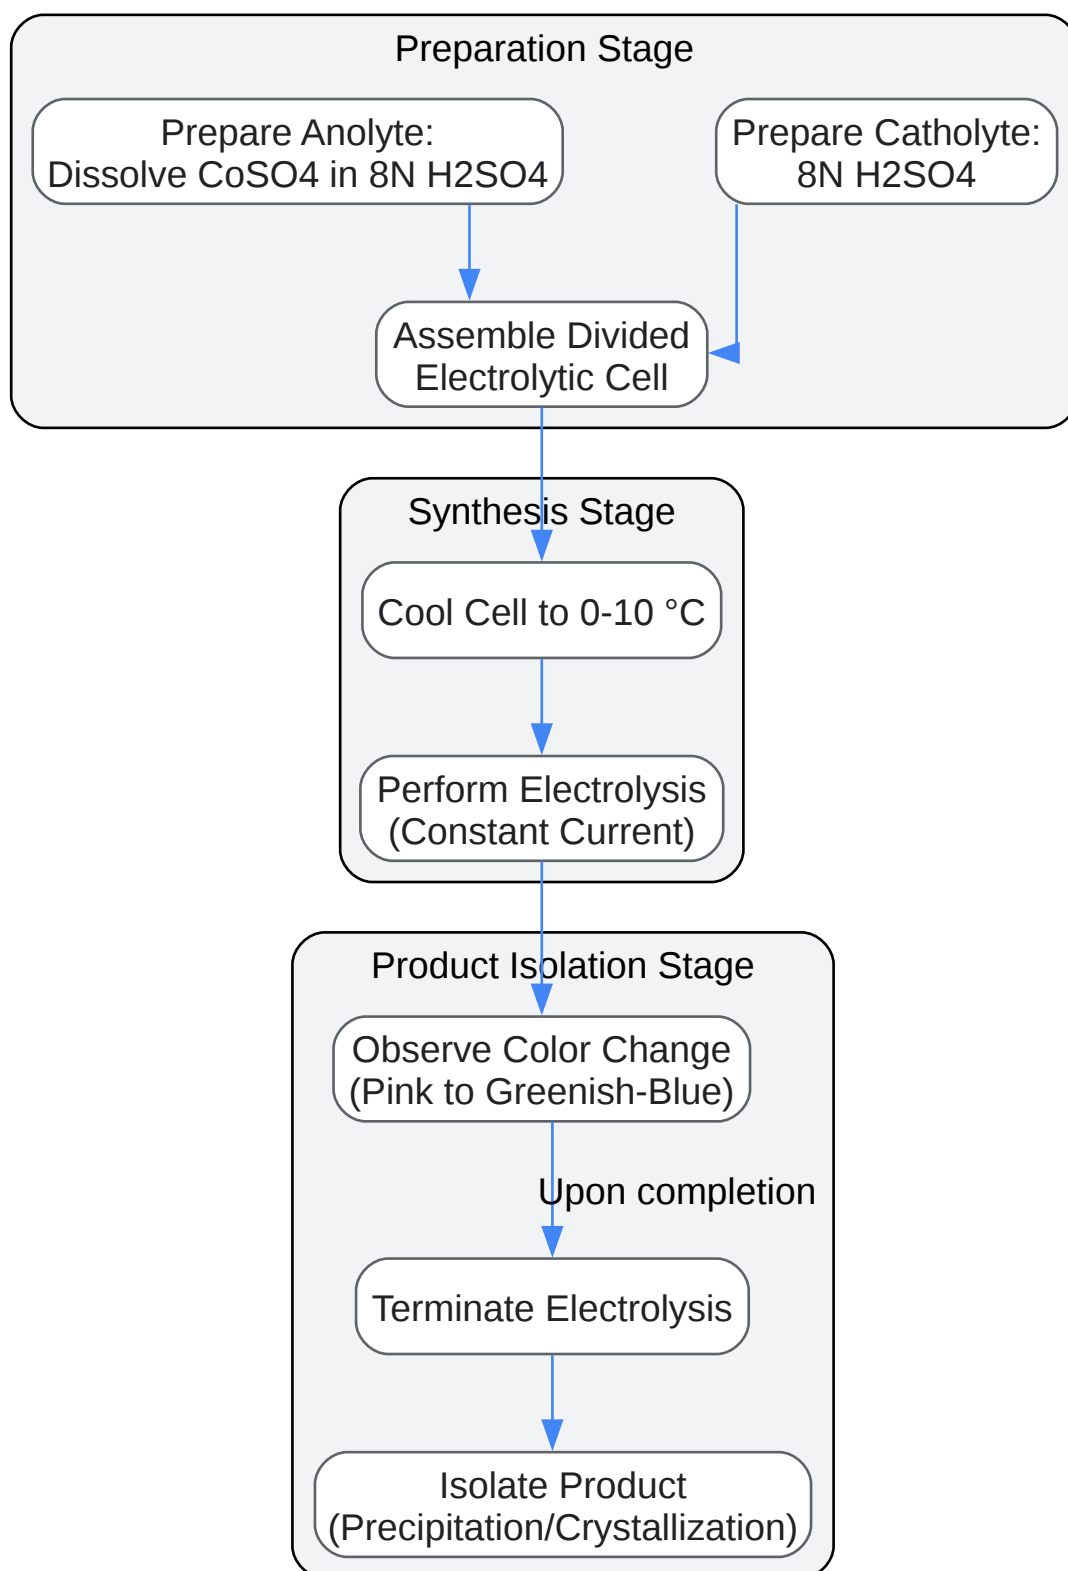 Preparation Stage
Prepare Anolyte:
Dissolve CoSO4 in 8N H2SO4
Prepare Catholyte:
8N H2SO4
Assemble Divided
Electrolytic Cell
Synthesis Stage
Cool Cell to 0-10 °C
Perform Electrolysis
(Constant Current)
Product Isolation Stage
Observe Color Change
(Pink to Greenish-Blue)
Upon completion
Terminate Electrolysis
Isolate Product
(Precipitation/Crystallization)